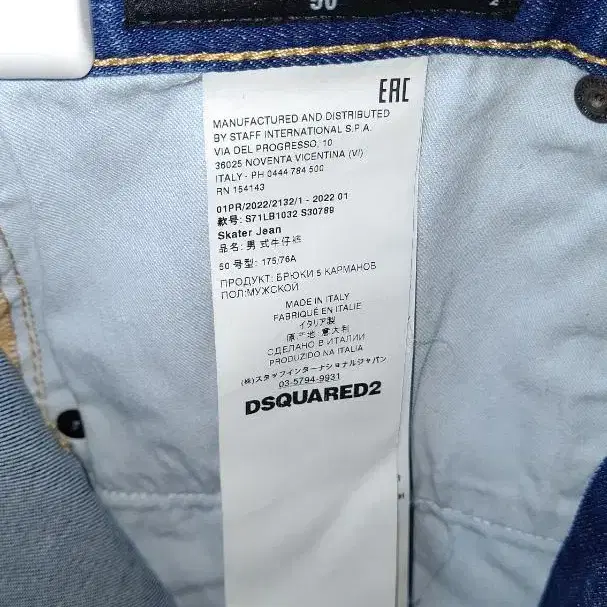 50
2
EAC
MANUFACTURED AND DISTRIBUTED
BY STAFF INTERNATIONAL S.P.A.
VIA DEL PROGRESSO, 10
36025 NOVENTA VICENTINA (VI)
ITALY - PH 0444 784 500
RN 154143
01PR/2022/2132/1 - 2022 01
款号: S71LB1032 S30789
Skater Jean
品名: 男式牛仔裤
50 号型: 175/76A
ПРОДУКТ: БРЮКИ 5 КАРМАНОВ
ПОЛ:МУЖСКОЙ
MADE IN ITALY
FABRIQUÉ EN ITALIE
イタリア製
原产地 意大利
СДЕЛАНО В ИТАЛИИ
PRODUZIDO NA ITALIA
(株)スタッフインターナショナルジャパン
03-5794-9931
DSQUARED2